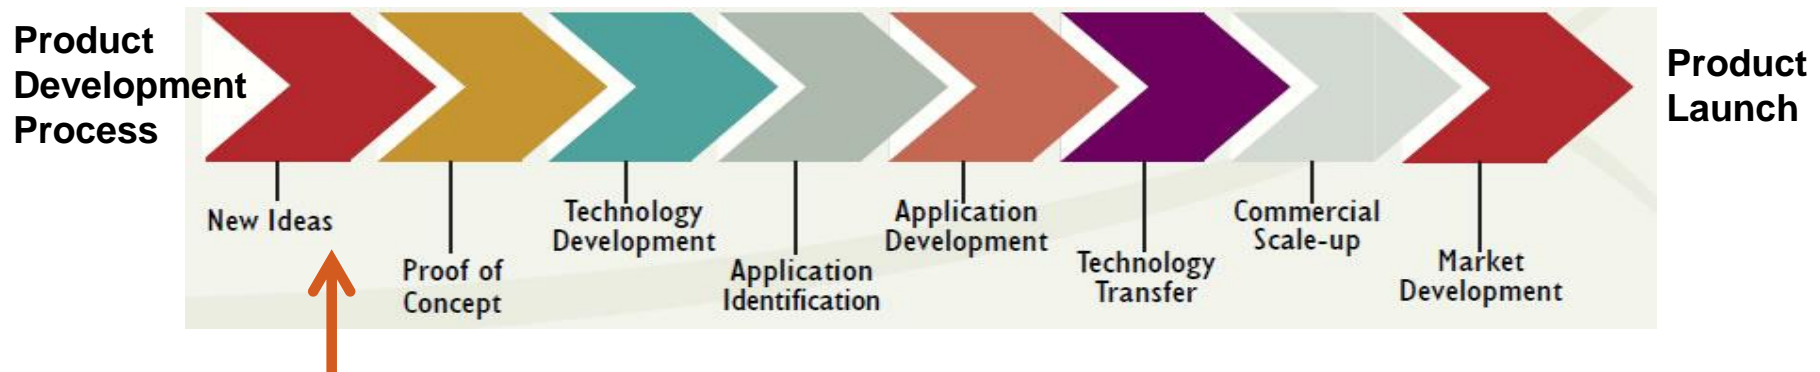 Product
Development
Process
New Ideas
Proof of
Concept
Technology
Development
Application
Identification
Application
Development
Technology
Transfer
Commercial
Scale-up
Market
Development
Product
Launch